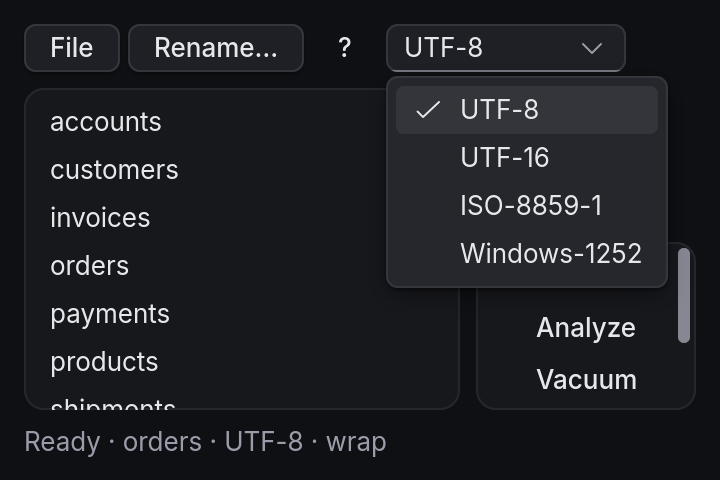 File Rename... ? UTF-8
UTF-8
UTF-16
ISO-8859-1
Windows-1252
accounts
customers
invoices
orders
payments
products
shipments
Analyze
Vacuum
Ready · orders · UTF-8 · wrap